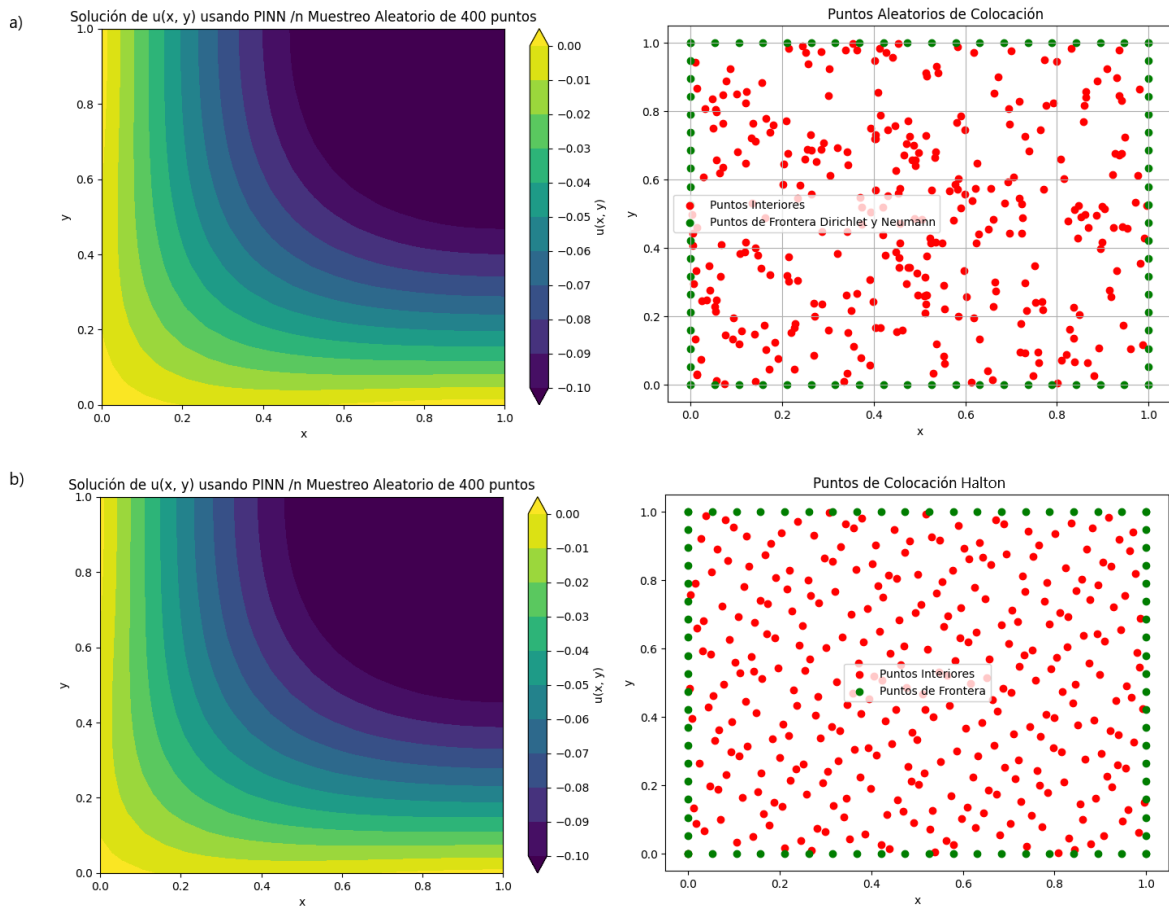 a)
Solución de u(x, y) usando PINN /n Muestreo Aleatorio de 400 puntos
1.0
0.8
0.6
0.4
0.2
0.0
y
0.0 0.2 0.4 0.6 0.8 1.0
x
0.00
−0.01
−0.02
−0.03
−0.04
−0.05
−0.06
−0.07
−0.08
−0.09
−0.10
u(x, y)
Puntos Aleatorios de Colocación
1.0
0.8
0.6
0.4
0.2
0.0
y
Puntos Interiores
Puntos de Frontera Dirichlet y Neumann
0.0 0.2 0.4 0.6 0.8 1.0
x
b)
Solución de u(x, y) usando PINN /n Muestreo Aleatorio de 400 puntos
1.0
0.8
0.6
0.4
0.2
0.0
y
0.0 0.2 0.4 0.6 0.8 1.0
x
0.00
−0.01
−0.02
−0.03
−0.04
−0.05
−0.06
−0.07
−0.08
−0.09
−0.10
u(x, y)
Puntos de Colocación Halton
1.0
0.8
0.6
0.4
0.2
0.0
y
Puntos Interiores
Puntos de Frontera
0.0 0.2 0.4 0.6 0.8 1.0
x